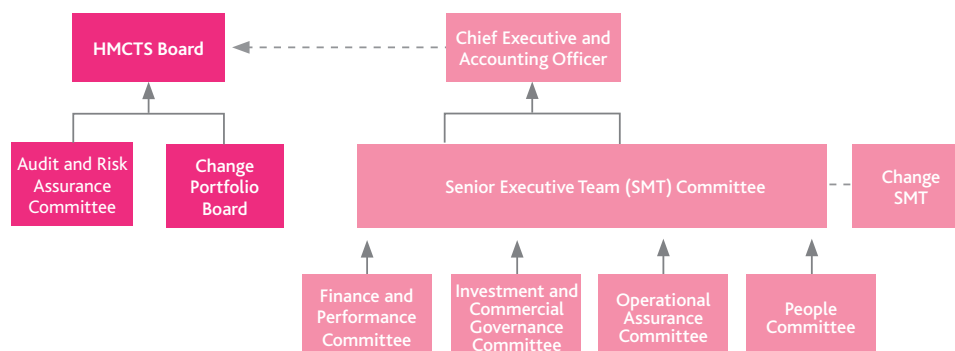 HMCTS Board
Chief Executive and
Accounting Officer
Audit and Risk
Assurance
Committee
Change
Portfolio
Board
Senior Executive Team (SMT) Committee
Change
SMT
Finance and
Performance
Committee
Investment and
Commercial
Governance
Committee
Operational
Assurance
Committee
People
Committee